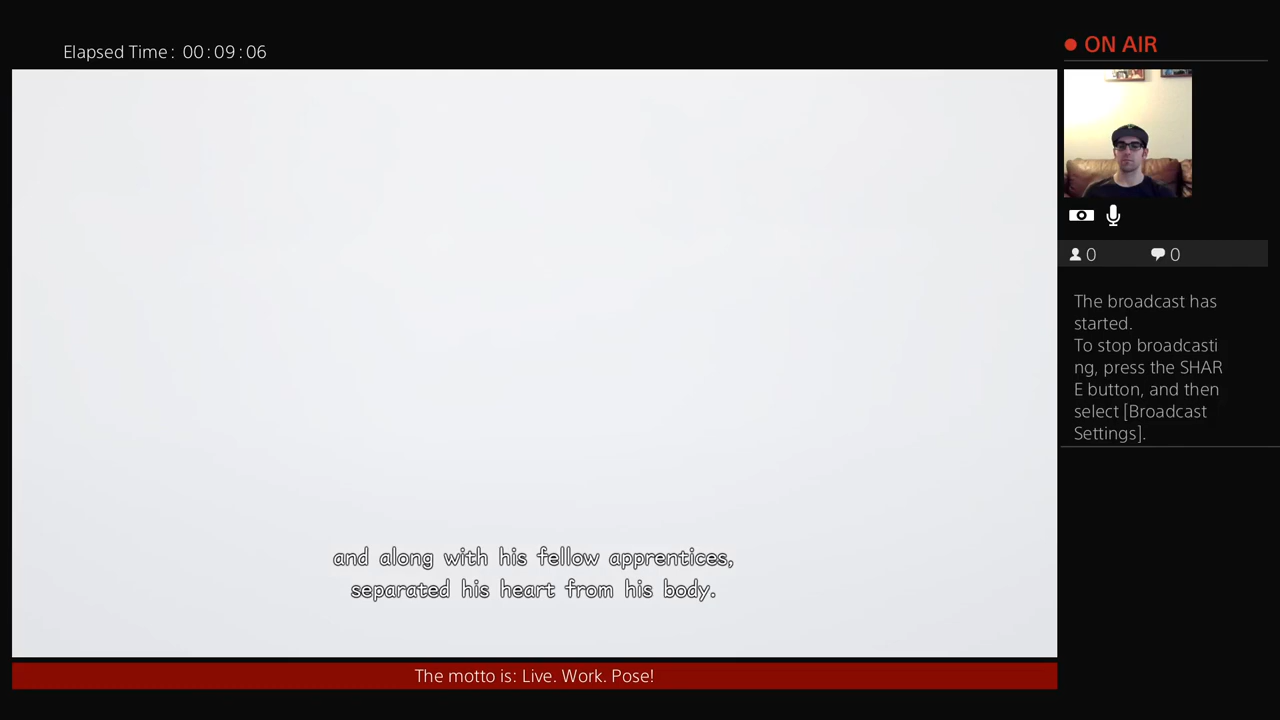 Elapsed Time: 00:09:06
ON AIR
0
0
The broadcast has
started.
To stop broadcasti
ng, press the SHAR
E button, and then
select [Broadcast
Settings].
and along with his fellow apprentices,
separated his heart from his body.
The motto is: Live. Work. Pose!